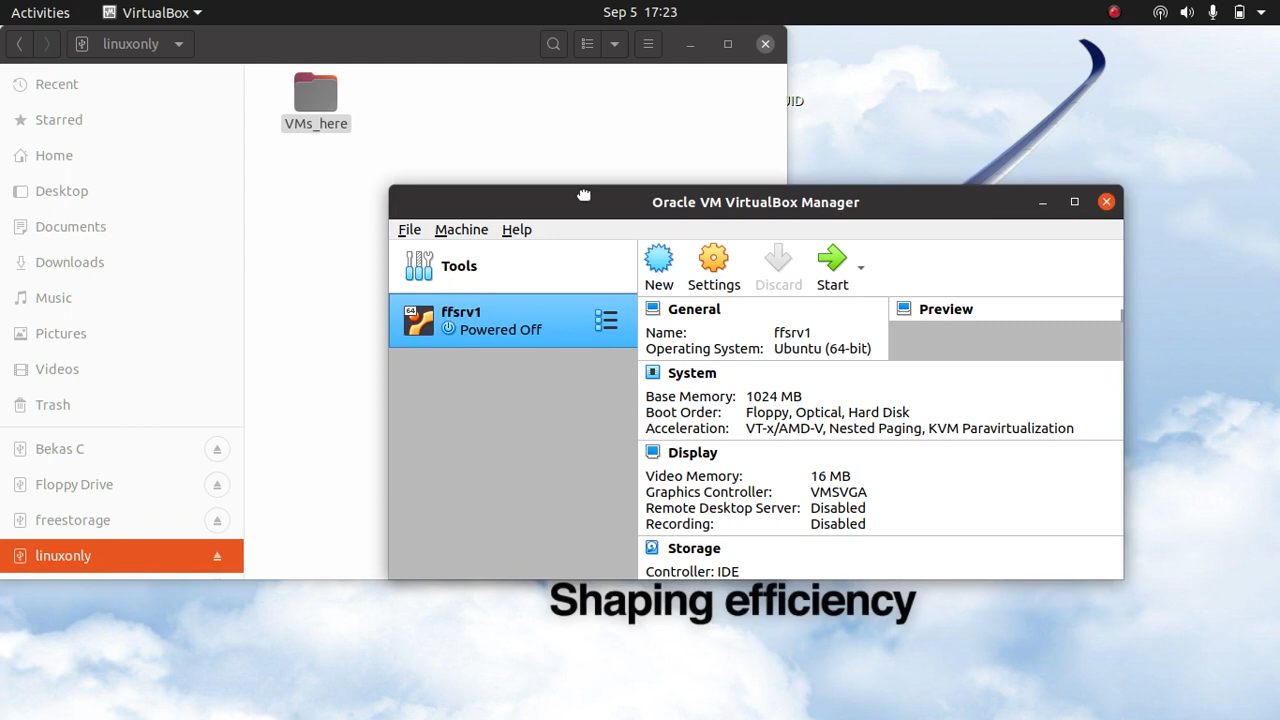 Activities
VirtualBox
Sep 5 17:23
linuxonly
VMs_here
Recent
Starred
Home
Desktop
Documents
Downloads
Music
Pictures
Videos
Trash
Bekas C
Floppy Drive
freestorage
linuxonly
Oracle VM VirtualBox Manager
File Machine Help
Tools
64
ffsrv1
Powered Off
New Settings Discard Start
General
Name: ffsrv1
Operating System: Ubuntu (64-bit)
Preview
System
Base Memory: 1024 MB
Boot Order: Floppy, Optical, Hard Disk
Acceleration: VT-x/AMD-V, Nested Paging, KVM Paravirtualization
Display
Video Memory: 16 MB
Graphics Controller: VMSVGA
Remote Desktop Server: Disabled
Recording: Disabled
Storage
Controller: IDE
Shaping efficiency